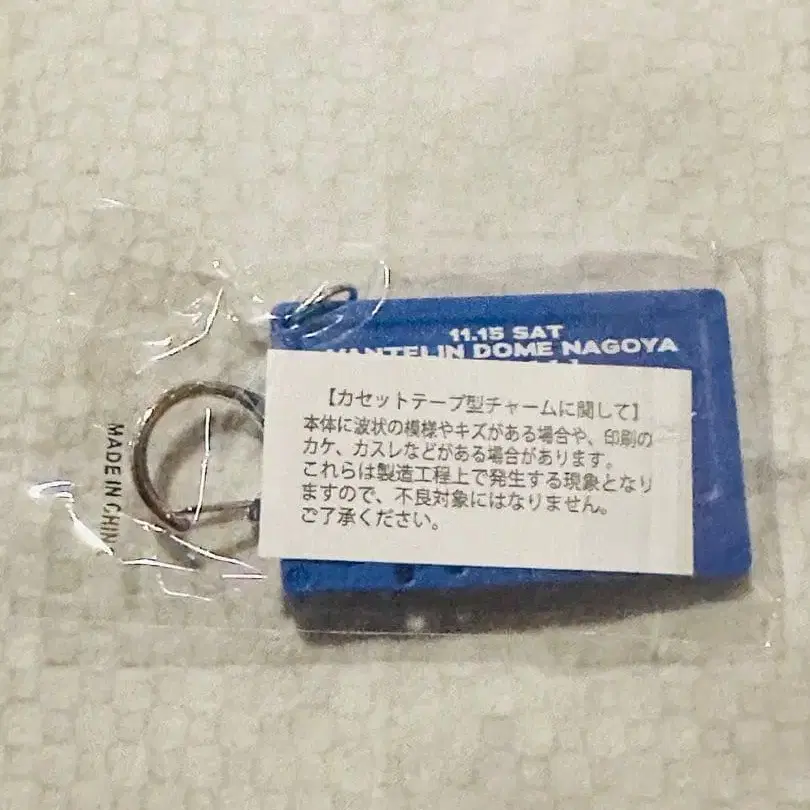 11.15 SAT
VANTELIN DOME NAGOYA
【カセットテープ型チャームに関して】
本体に波状の模様やキズがある場合や、印刷の
カケ、カスレなどがある場合があります。
これらは製造工程上で発生する現象となり
ますので、不良対象にはなりません。
ご了承ください。
MADE IN CHIN